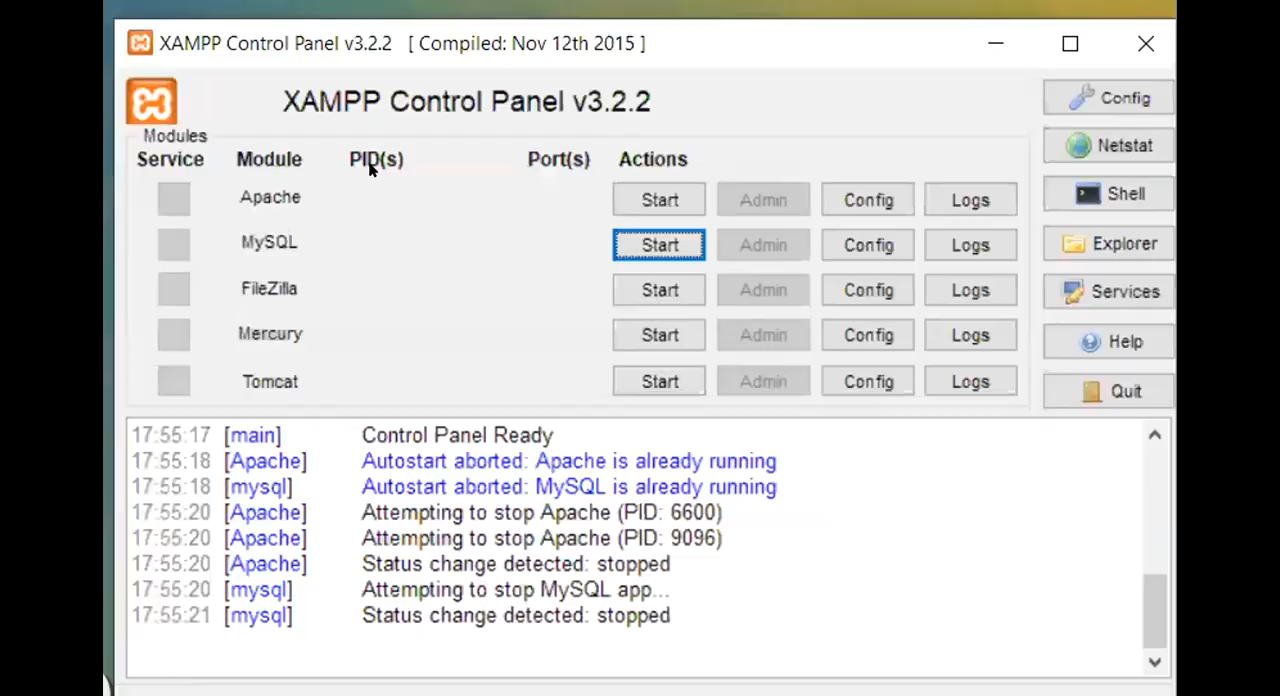 XAMPP Control Panel v3.2.2 [ Compiled: Nov 12th 2015 ]
XAMPP Control Panel v3.2.2
Config
Modules
Service Module PID(s) Port(s) Actions
Netstat
Apache Start Admin Config Logs
Shell
MySQL Start Admin Config Logs
Explorer
FileZilla Start Admin Config Logs
Services
Mercury Start Admin Config Logs
Help
Tomcat Start Admin Config Logs
Quit
17:55:17 [main] Control Panel Ready
17:55:18 [Apache] Autostart aborted: Apache is already running
17:55:18 [mysql] Autostart aborted: MySQL is already running
17:55:20 [Apache] Attempting to stop Apache (PID: 6600)
17:55:20 [Apache] Attempting to stop Apache (PID: 9096)
17:55:20 [Apache] Status change detected: stopped
17:55:20 [mysql] Attempting to stop MySQL app...
17:55:21 [mysql] Status change detected: stopped